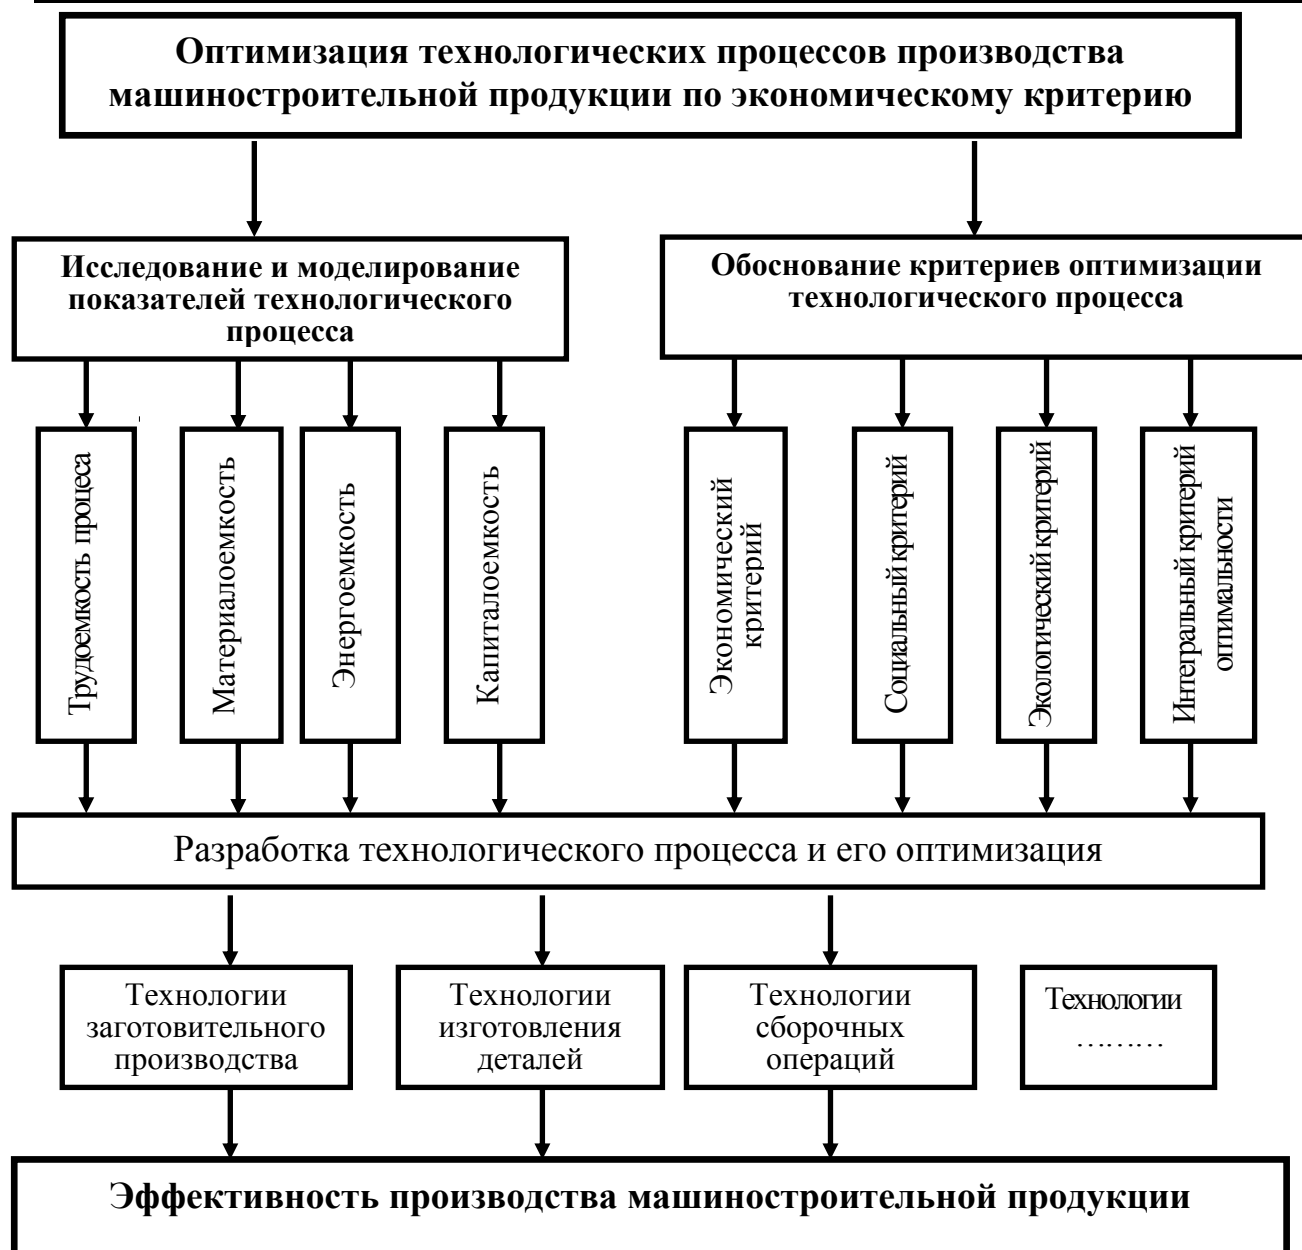 Оптимизация технологических процессов производства
машиностроительной продукции по экономическому критерию
Исследование и моделирование
показателей технологического
процесса
Обоснование критериев оптимизации
технологического процесса
Трудоемкость процеса
Материалоемкость
Энергоемкость
Капиталоемкость
Экономический
критерий
Социальный критерий
Экологический критерий
Интегральный критерий
оптимальности
Разработка технологического процесса и его оптимизация
Технологии
заготовительного
производства
Технологии
изготовления
деталей
Технологии
сборочных
операций
Технологии
………
Эффективность производства машиностроительной продукции